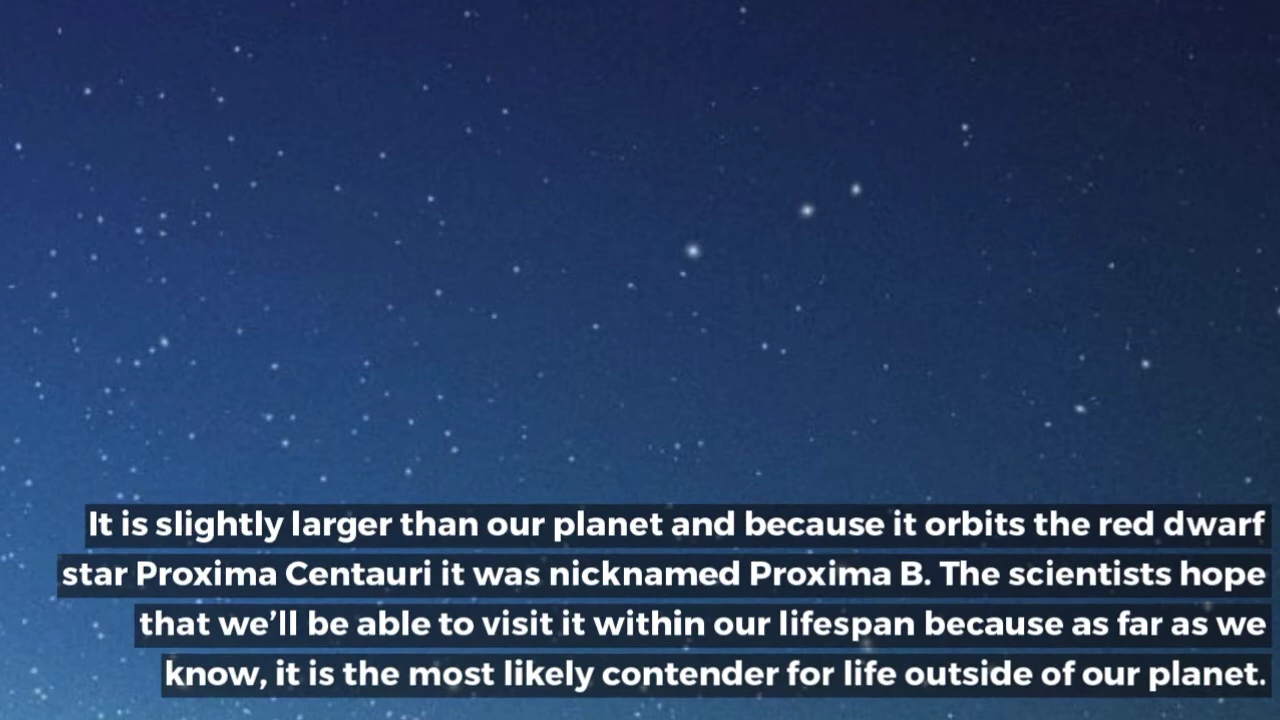 It is slightly larger than our planet and because it orbits the red dwarf
star Proxima Centauri it was nicknamed Proxima B. The scientists hope
that we’ll be able to visit it within our lifespan because as far as we
know, it is the most likely contender for life outside of our planet.